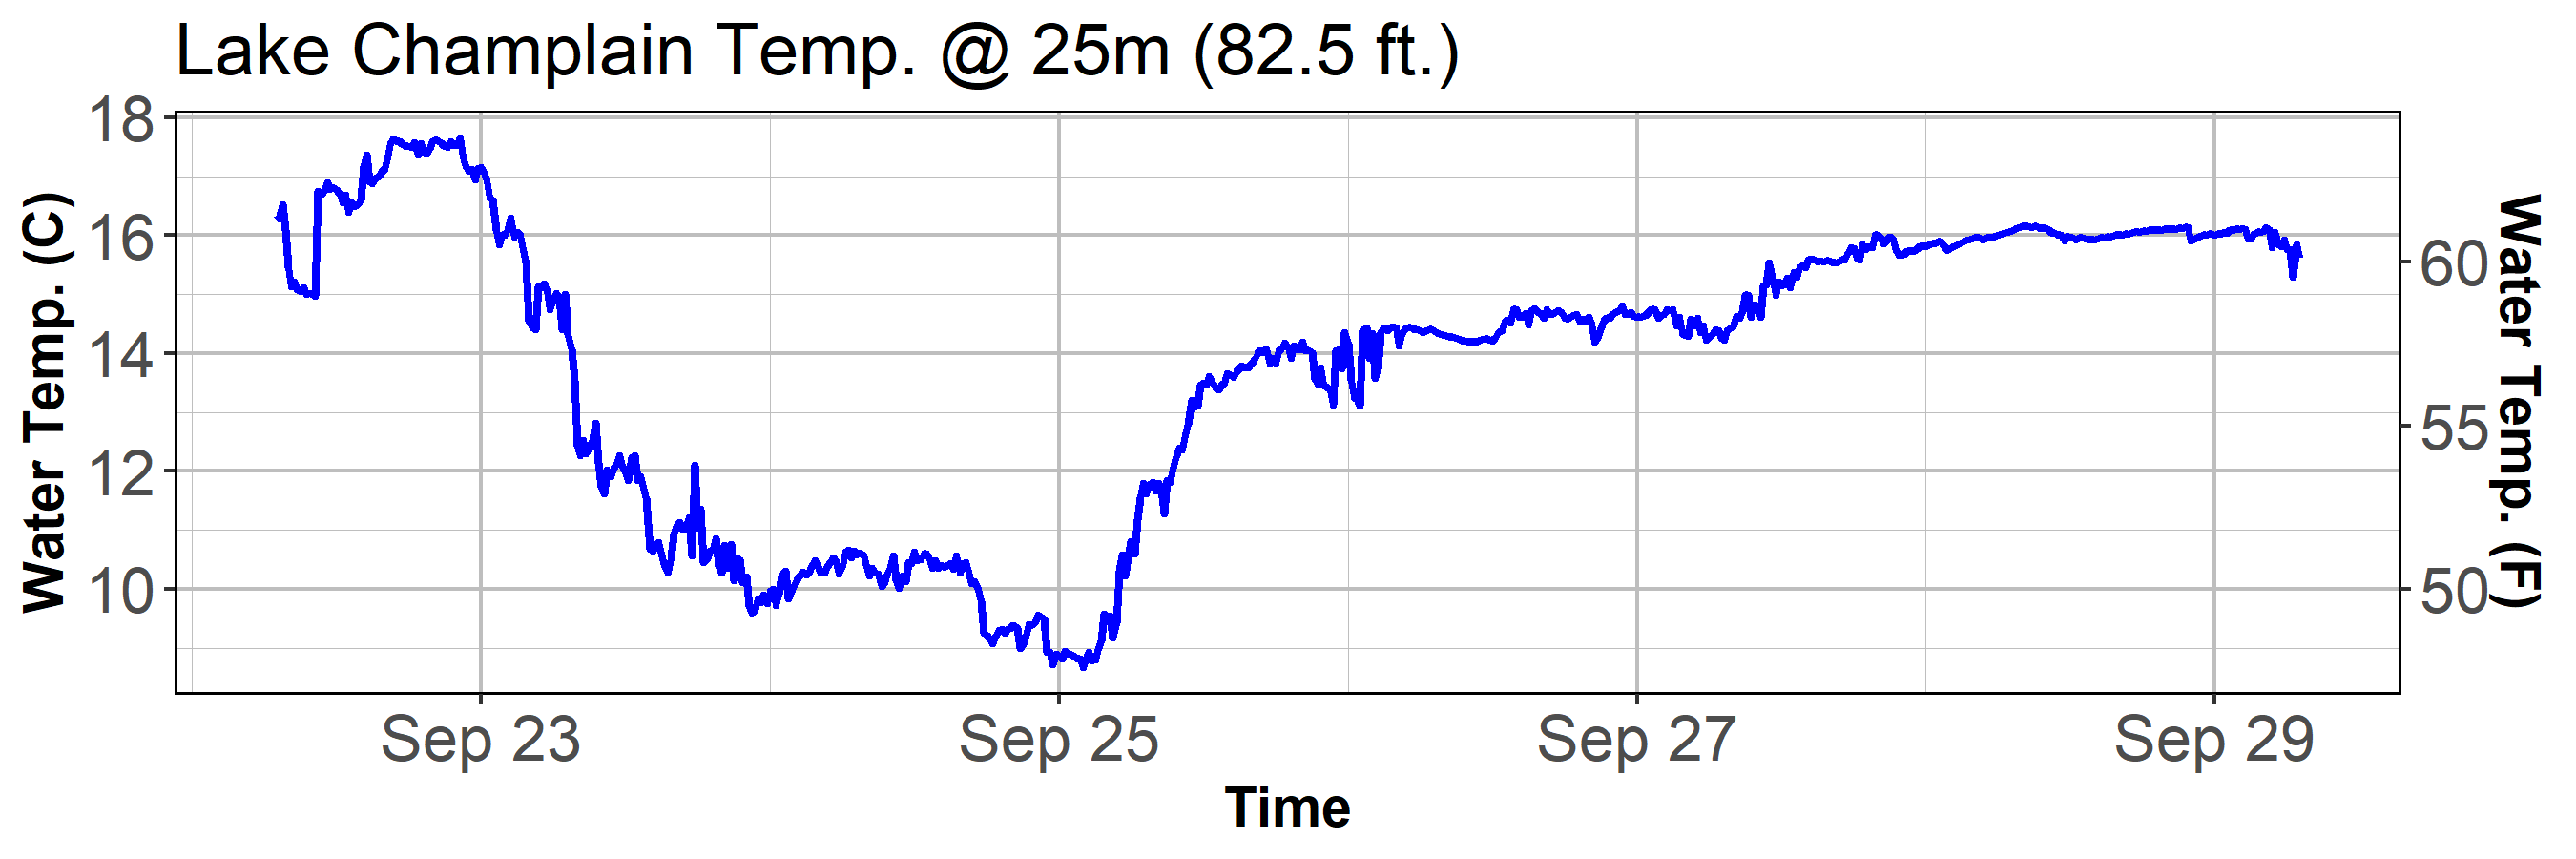 Lake Champlain Temp. @ 25m (82.5 ft.)
Water Temp. (C)
18
16
14
12
10
60
55
50
Water Temp. (F)
Sep 23 Sep 25 Sep 27 Sep 29
Time